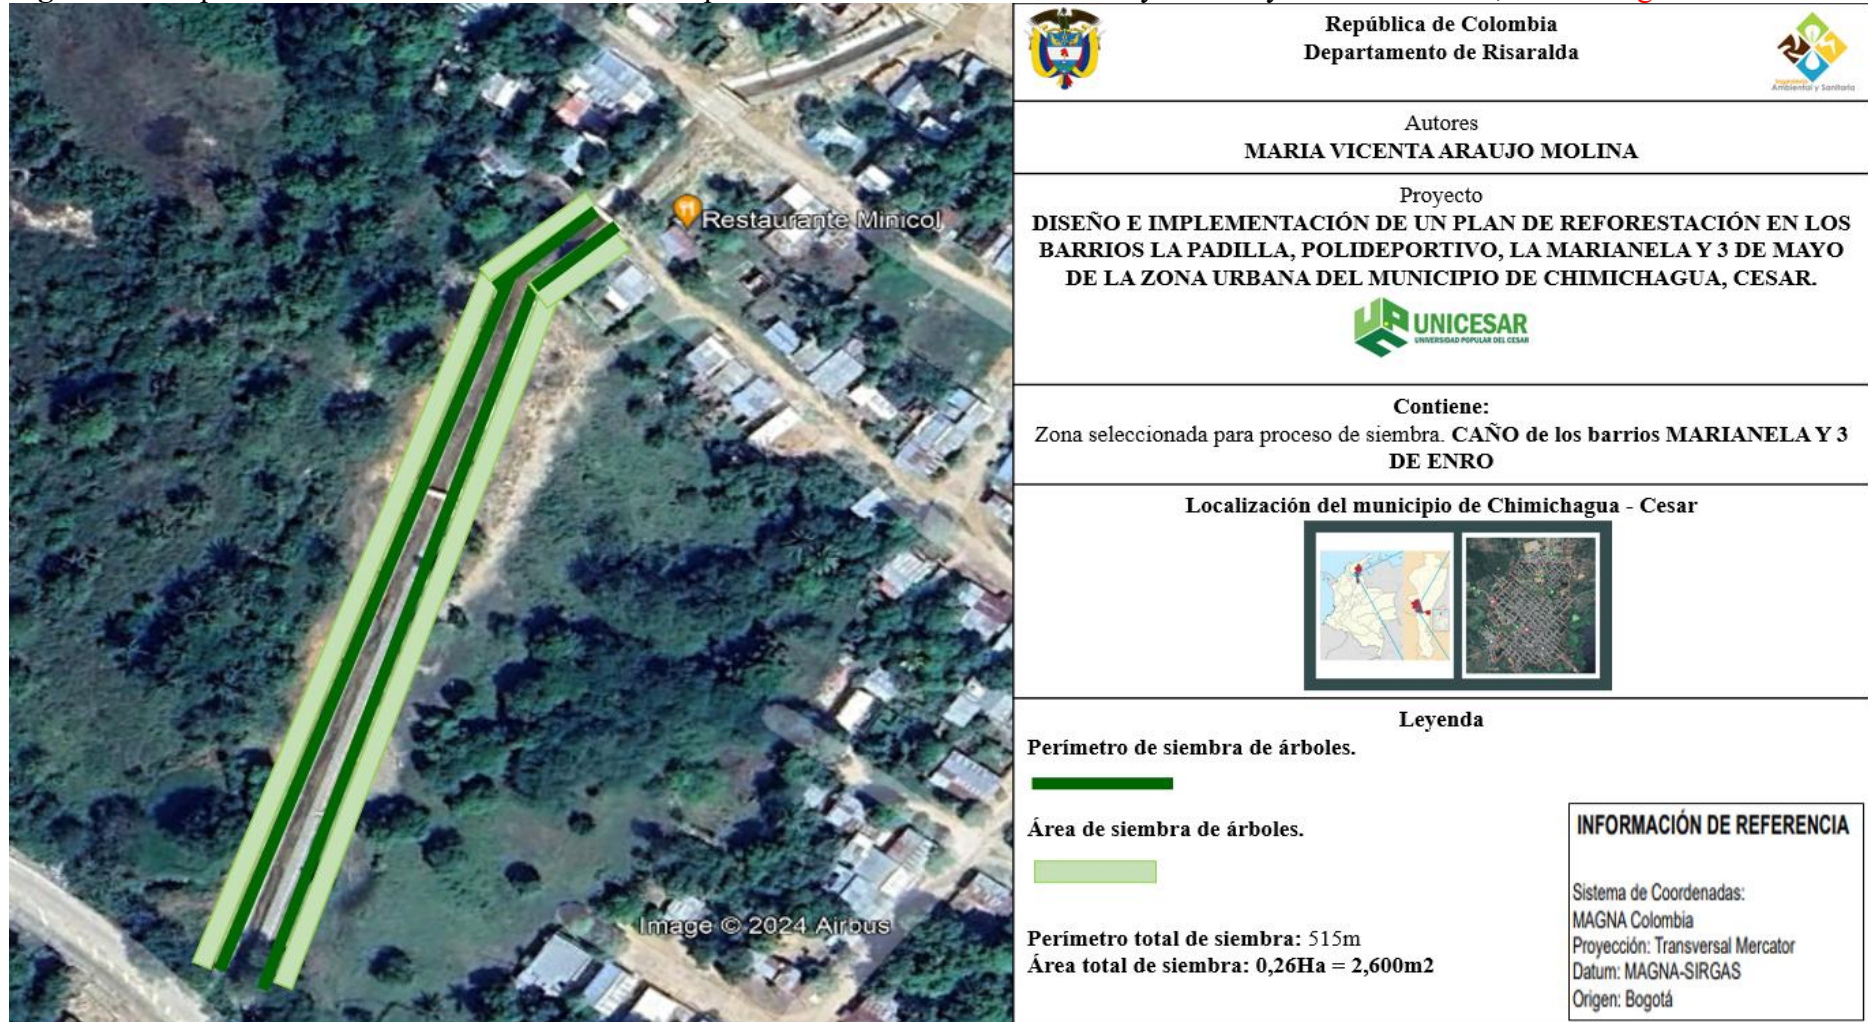 Restaurante Minicol
Image © 2024 Airbus
República de Colombia
Departamento de Risaralda
Ingeniería
Ambiental y Sanitaria
Autores
MARIA VICENTA ARAUJO MOLINA
Proyecto
DISEÑO E IMPLEMENTACIÓN DE UN PLAN DE REFORESTACIÓN EN LOS
BARRIOS LA PADILLA, POLIDEPORTIVO, LA MARIANELA Y 3 DE MAYO
DE LA ZONA URBANA DEL MUNICIPIO DE CHIMICHAGUA, CESAR.
UNICESAR
UNIVERSIDAD POPULAR DEL CESAR
Contiene:
Zona seleccionada para proceso de siembra. CAÑO de los barrios MARIANELA Y 3
DE ENRO
Localización del municipio de Chimichagua - Cesar
Leyenda
Perímetro de siembra de árboles.
Área de siembra de árboles.
Perímetro total de siembra: 515m
Área total de siembra: 0,26Ha = 2,600m2
INFORMACIÓN DE REFERENCIA
Sistema de Coordenadas:
MAGNA Colombia
Proyección: Transversal Mercator
Datum: MAGNA-SIRGAS
Origen: Bogotá